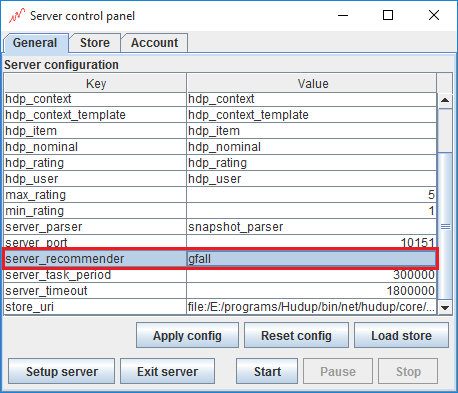 Server control panel
General Store Account
Server configuration
Key Value
hdp_context hdp_context
hdp_context_template hdp_context_template
hdp_item hdp_item
hdp_nominal hdp_nominal
hdp_rating hdp_rating
hdp_user hdp_user
max_rating 5
min_rating 1
server_parser snapshot_parser
server_port 10151
server_recommender gfall
server_task_period 300000
server_timeout 1800000
store_uri file:/E:/programs/Hudup/bin/net/hudup/core/...
Apply config Reset config Load store
Setup server Exit server Start Pause Stop